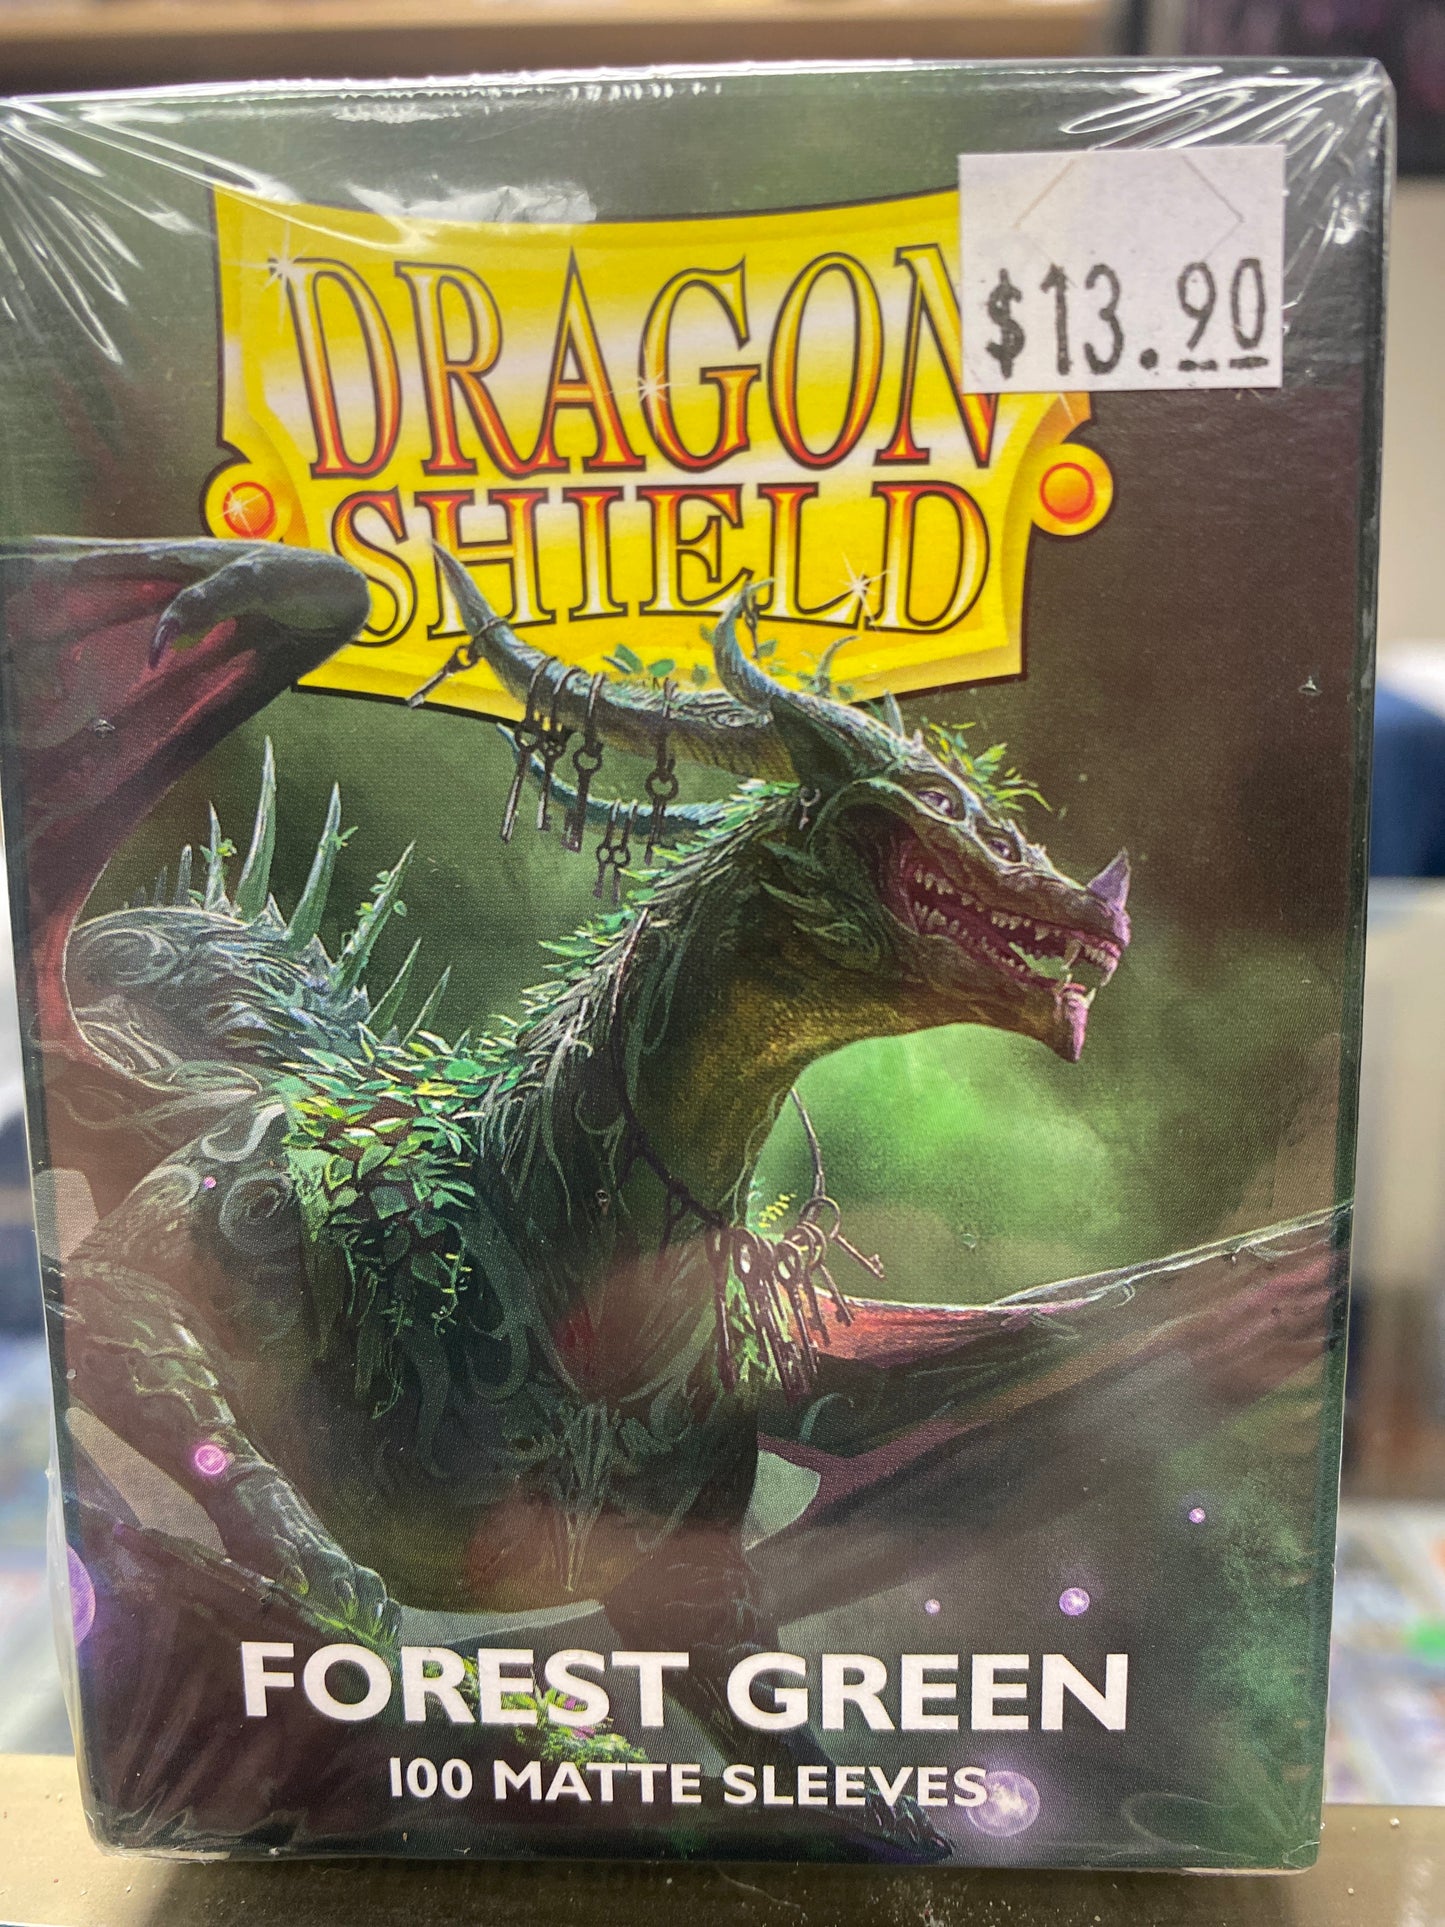 $13.90
DRAGON
SHIELD
FOREST GREEN
100 MATTE SLEEVES